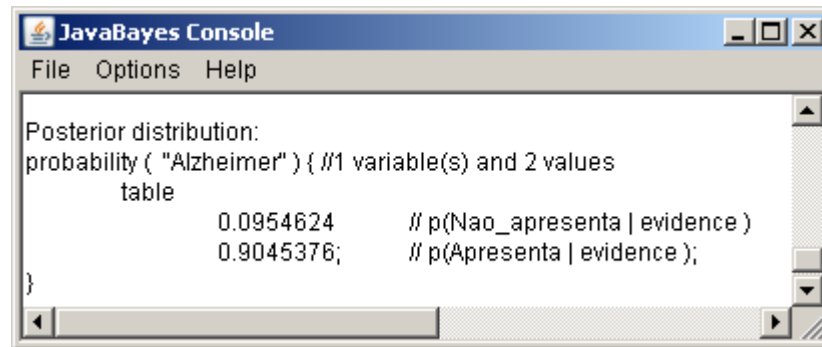 JavaBayes Console
File Options Help
Posterior distribution:
probability ( "Alzheimer" ) { //1 variable(s) and 2 values
table
0.0954624 // p(Nao_apresenta | evidence )
0.9045376; // p(Apresenta | evidence );
}